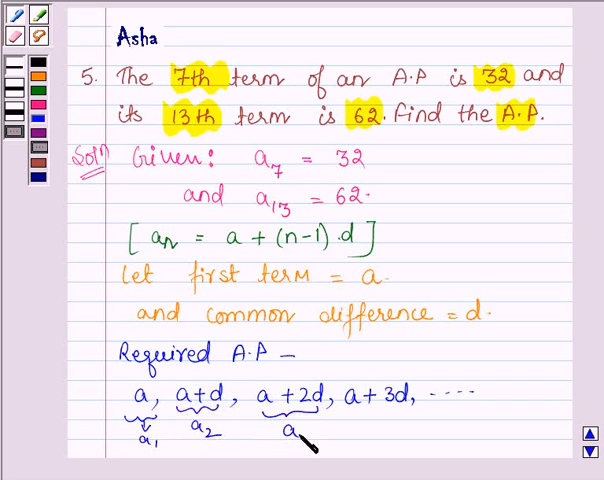 Asha
5. The 7th term of an A.P is 32 and
its 13th term is 62. Find the A.P.
Soln Given: a7 = 32
and a13 = 62.
[ an = a + (n-1).d ]
Let first term = a.
and common difference = d.
Required A.P —
a, a+d, a + 2d, a + 3d, ....
a1 a2 a